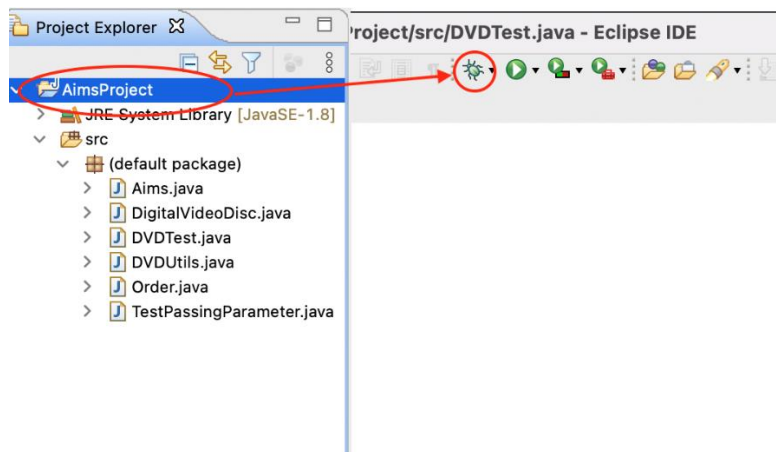 Project Explorer
Project/src/DVDTest.java - Eclipse IDE
AimsProject
JRE System Library [JavaSE-1.8]
src
(default package)
Aims.java
DigitalVideoDisc.java
DVDTest.java
DVDUtils.java
Order.java
TestPassingParameter.java